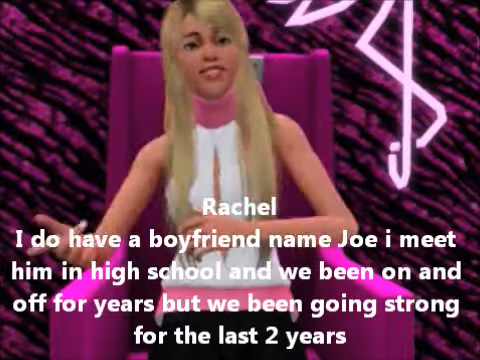 Rachel
I do have a boyfriend name Joe i meet
him in high school and we been on and
off for years but we been going strong
for the last 2 years